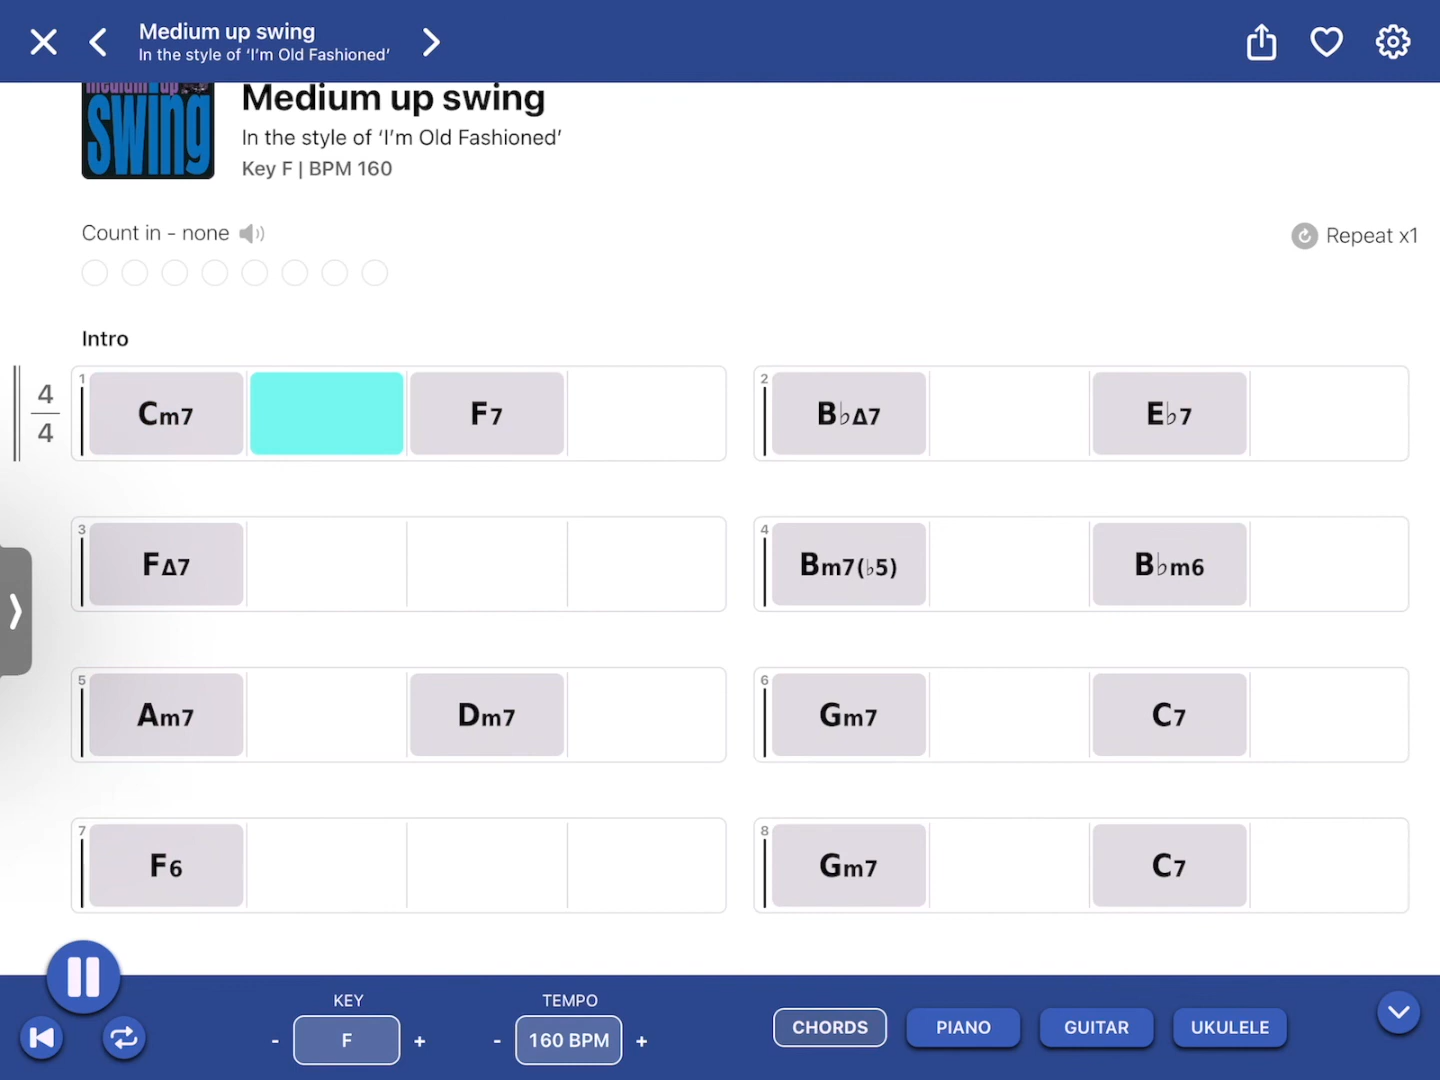 Medium up swing
In the style of ‘I’m Old Fashioned’
medium up
swing
Medium up swing
In the style of ‘I’m Old Fashioned’
Key F | BPM 160
Count in - none
Repeat x1
Intro
4
4
1
Cm7
F7
2
B♭Δ7
E♭7
3
FΔ7
4
Bm7(♭5)
B♭m6
5
Am7
Dm7
6
Gm7
C7
7
F6
8
Gm7
C7
KEY
- F +
TEMPO
- 160 BPM +
CHORDS
PIANO
GUITAR
UKULELE